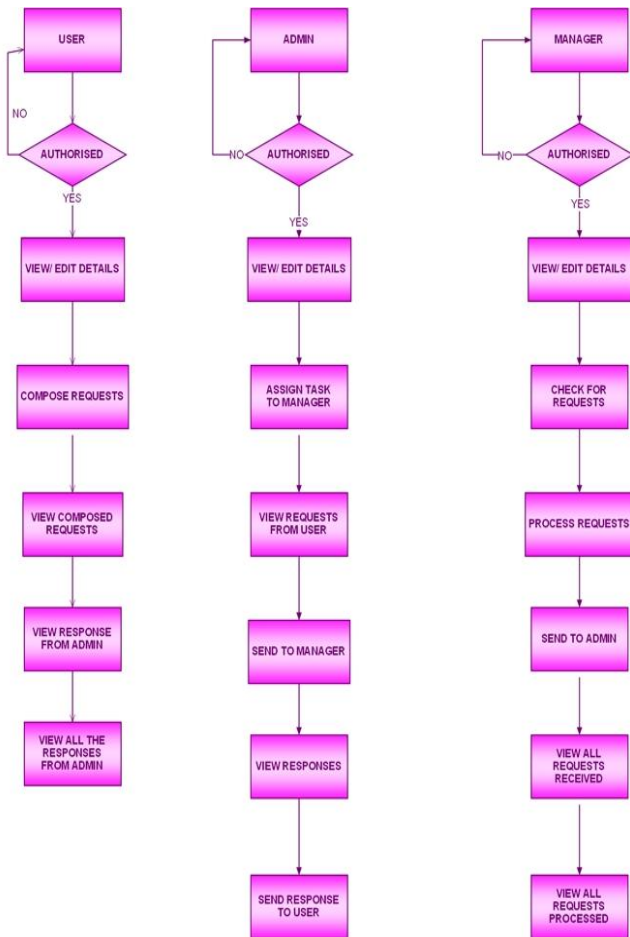 USER
NO
AUTHORISED
YES
VIEW/ EDIT DETAILS
COMPOSE REQUESTS
VIEW COMPOSED
REQUESTS
VIEW RESPONSE
FROM ADMIN
VIEW ALL THE
RESPONSES
FROM ADMIN
ADMIN
NO
AUTHORISED
YES
VIEW/ EDIT DETAILS
ASSIGN TASK
TO MANAGER
VIEW REQUESTS
FROM USER
SEND TO MANAGER
VIEW RESPONSES
SEND RESPONSE
TO USER
MANAGER
NO
AUTHORISED
YES
VIEW/ EDIT DETAILS
CHECK FOR
REQUESTS
PROCESS REQUESTS
SEND TO ADMIN
VIEW ALL
REQUESTS
RECEIVED
VIEW ALL
REQUESTS
PROCESSED